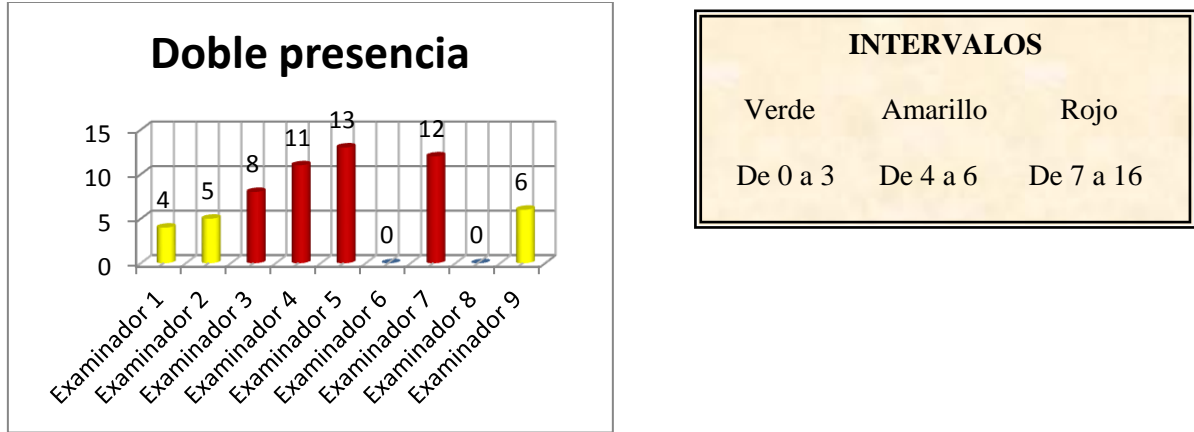 Doble presencia
15
10
5
0
4
5
8
11
13
0
12
0
6
Examinador 1
Examinador 2
Examinador 3
Examinador 4
Examinador 5
Examinador 6
Examinador 7
Examinador 8
Examinador 9
INTERVALOS
Verde Amarillo Rojo
De 0 a 3 De 4 a 6 De 7 a 16